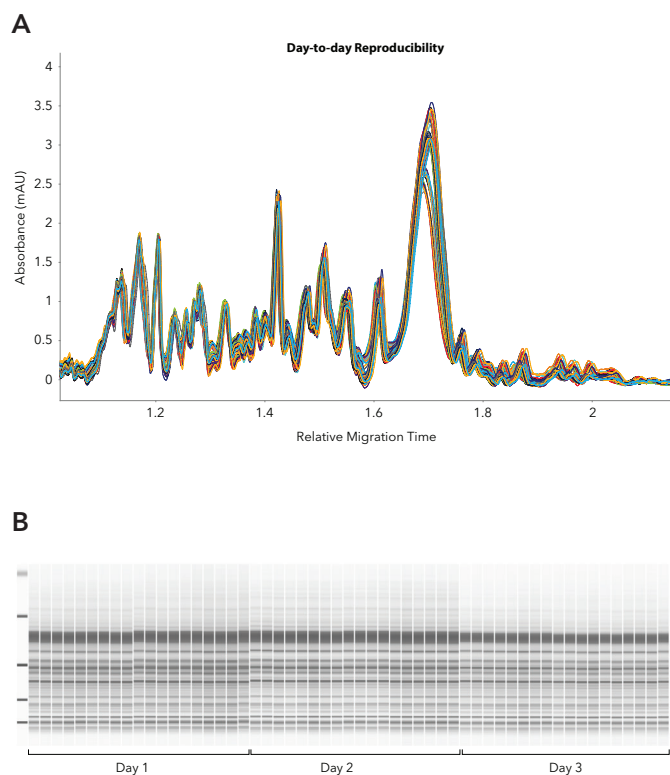 A
Day-to-day Reproducibility
4
3.5
3
2.5
2
1.5
1
0.5
0
Absorbance (mAU)
1.2 1.4 1.6 1.8 2
Relative Migration Time
B
Day 1 Day 2 Day 3